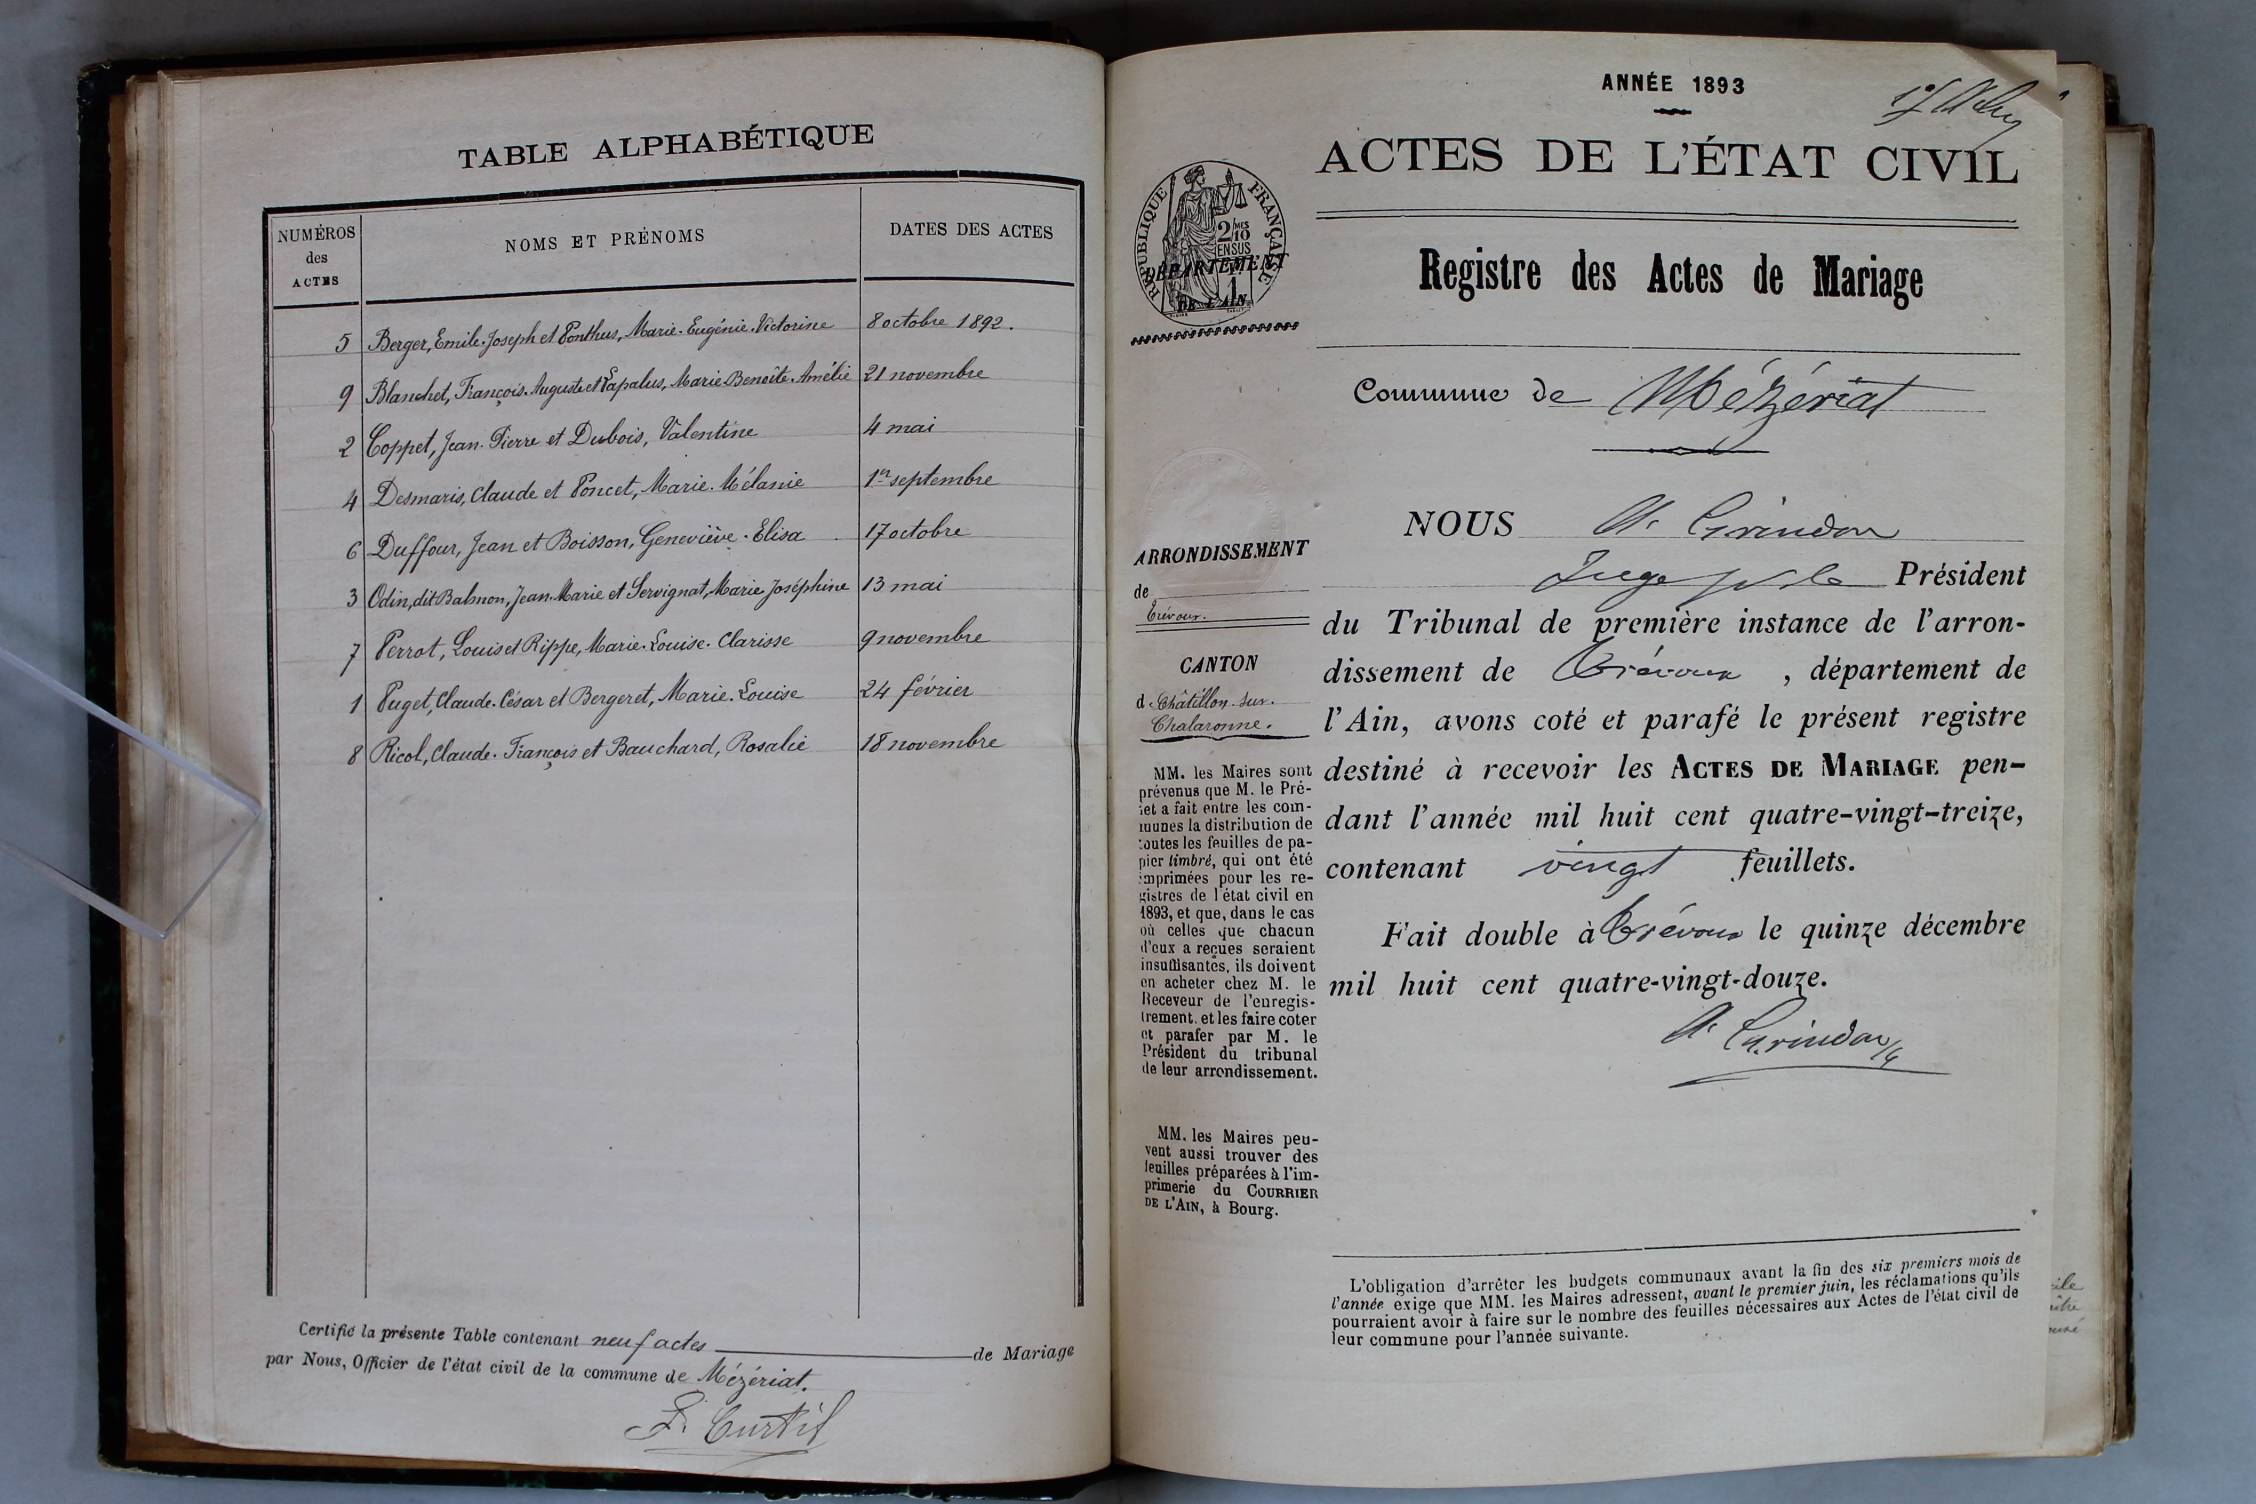 TABLE ALPHABÉTIQUE
NUMÉROS des ACTES
NOMS ET PRÉNOMS
DATES DES ACTES
5 Berger, Emile-Joseph et Ponthus, Marie-Eugénie-Victorine 8 octobre 1892.
9 Blanchet, François-Auguste et Lapalus, Marie-Benoîte-Amélie 21 novembre
2 Coppet, Jean-Pierre et Dubois, Valentine 4 mai
4 Desmaris, Claude et Poncet, Marie-Mélanie 1er septembre
6 Duffour, Jean et Boisson, Geneviève-Elisa 17 octobre
3 Odin, dit Balmon, Jean-Marie et Servignat, Marie Joséphine 13 mai
7 Perrot, Louis et Rippe, Marie-Louise-Clarisse 9 novembre
1 Puget, Claude-César et Bergeret, Marie-Louise 24 février
8 Ricol, Claude-François et Bauchard, Rosalie 18 novembre
Certifié la présente Table contenant neuf actes de Mariage
par Nous, Officier de l'état civil de la commune de Mézériat.
F. Curtil
ANNÉE 1893
ACTES DE L'ÉTAT CIVIL
RÉPUBLIQUE FRANÇAISE
2/10 MES
EN SUS
DÉPARTEMENT
DE L'AIN
Registre des Actes de Mariage
Commune de Mézériat
ARRONDISSEMENT
de
Trévoux.
CANTON
de Châtillon-sur-
Chalaronne.
MM. les Maires sont
prévenus que M. le Pré-
fet a fait entre les com-
munes la distribution de
toutes les feuilles de pa-
pier timbré, qui ont été
imprimées pour les re-
gistres de l'état civil en
1893, et que, dans le cas
où celles que chacun
d'eux a reçues seraient
insuffisantes, ils doivent
en acheter chez M. le
Receveur de l'enregis-
trement. et les faire coter
et parafer par M. le
Président du tribunal
de leur arrondissement.
MM. les Maires peu-
vent aussi trouver des
feuilles préparées à l'im-
primerie du COURRIER
DE L'AIN, à Bourg.
NOUS A. Grindon
Juge p. le Président
du Tribunal de première instance de l'arron-
dissement de Trévoux, département de
l'Ain, avons coté et parafé le présent registre
destiné à recevoir les ACTES DE MARIAGE pen-
dant l'année mil huit cent quatre-vingt-treize,
contenant vingt feuillets.
Fait double à Trévoux le quinze décembre
mil huit cent quatre-vingt-douze.
A. Grindon
L'obligation d'arrêter les budgets communaux avant la fin des six premiers mois de
l'année exige que MM. les Maires adressent, avant le premier juin, les réclamations qu'ils
pourraient avoir à faire sur le nombre des feuilles nécessaires aux Actes de l'état civil de
leur commune pour l'année suivante.